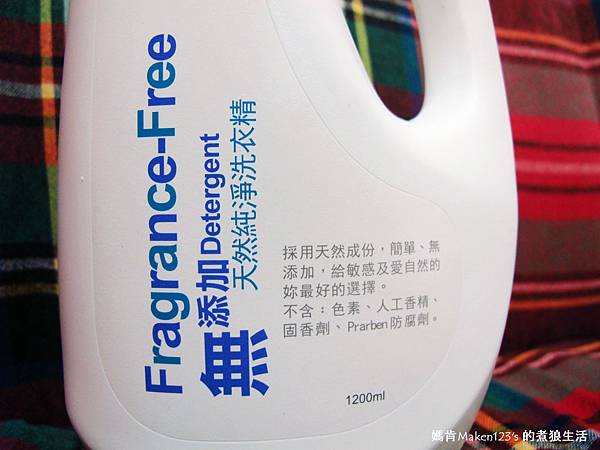 Fragrance-Free
無添加Detergent
天然純淨洗衣精
採用天然成份，簡單、無
添加，給敏感及愛自然的
妳最好的選擇。
不含：色素、人工香精、
固香劑、Prarben防腐劑。
1200ml
媽肯Maken123's 的煮狼生活